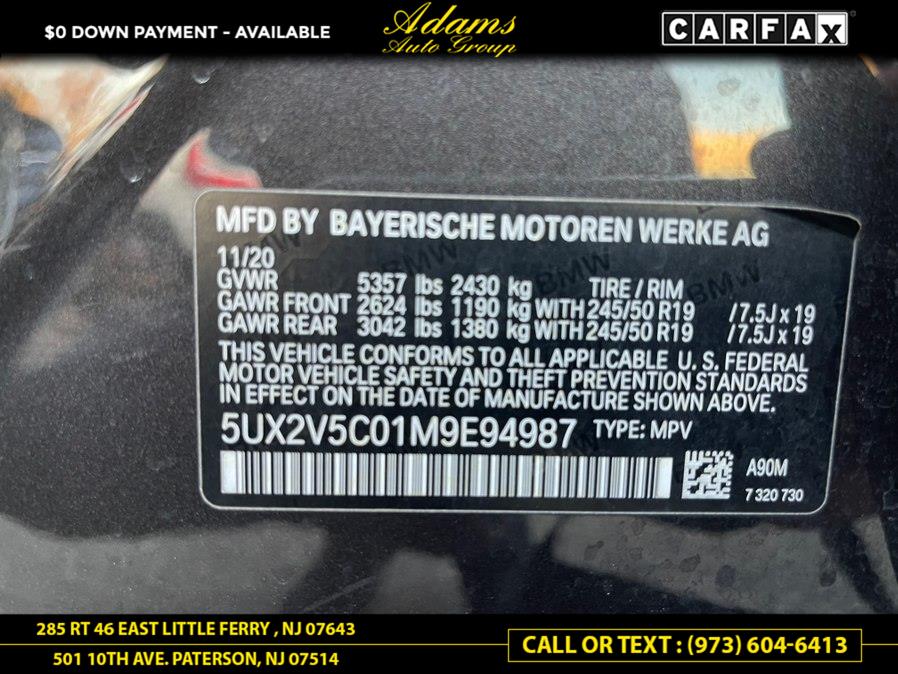 $0 DOWN PAYMENT - AVAILABLE
Adams
Auto Group
CARFAX
MFD BY BAYERISCHE MOTOREN WERKE AG
11/20
GVWR 5357 lbs 2430 kg TIRE / RIM
GAWR FRONT 2624 lbs 1190 kg WITH 245/50 R19 /7.5J x 19
GAWR REAR 3042 lbs 1380 kg WITH 245/50 R19 /7.5J x 19
THIS VEHICLE CONFORMS TO ALL APPLICABLE U. S. FEDERAL
MOTOR VEHICLE SAFETY AND THEFT PREVENTION STANDARDS
IN EFFECT ON THE DATE OF MANUFACTURE SHOWN ABOVE.
5UX2V5C01M9E94987 TYPE: MPV
A90M
7 320 730
BMW
BMW
BMW
285 RT 46 EAST LITTLE FERRY , NJ 07643
501 10TH AVE. PATERSON, NJ 07514
CALL OR TEXT : (973) 604-6413